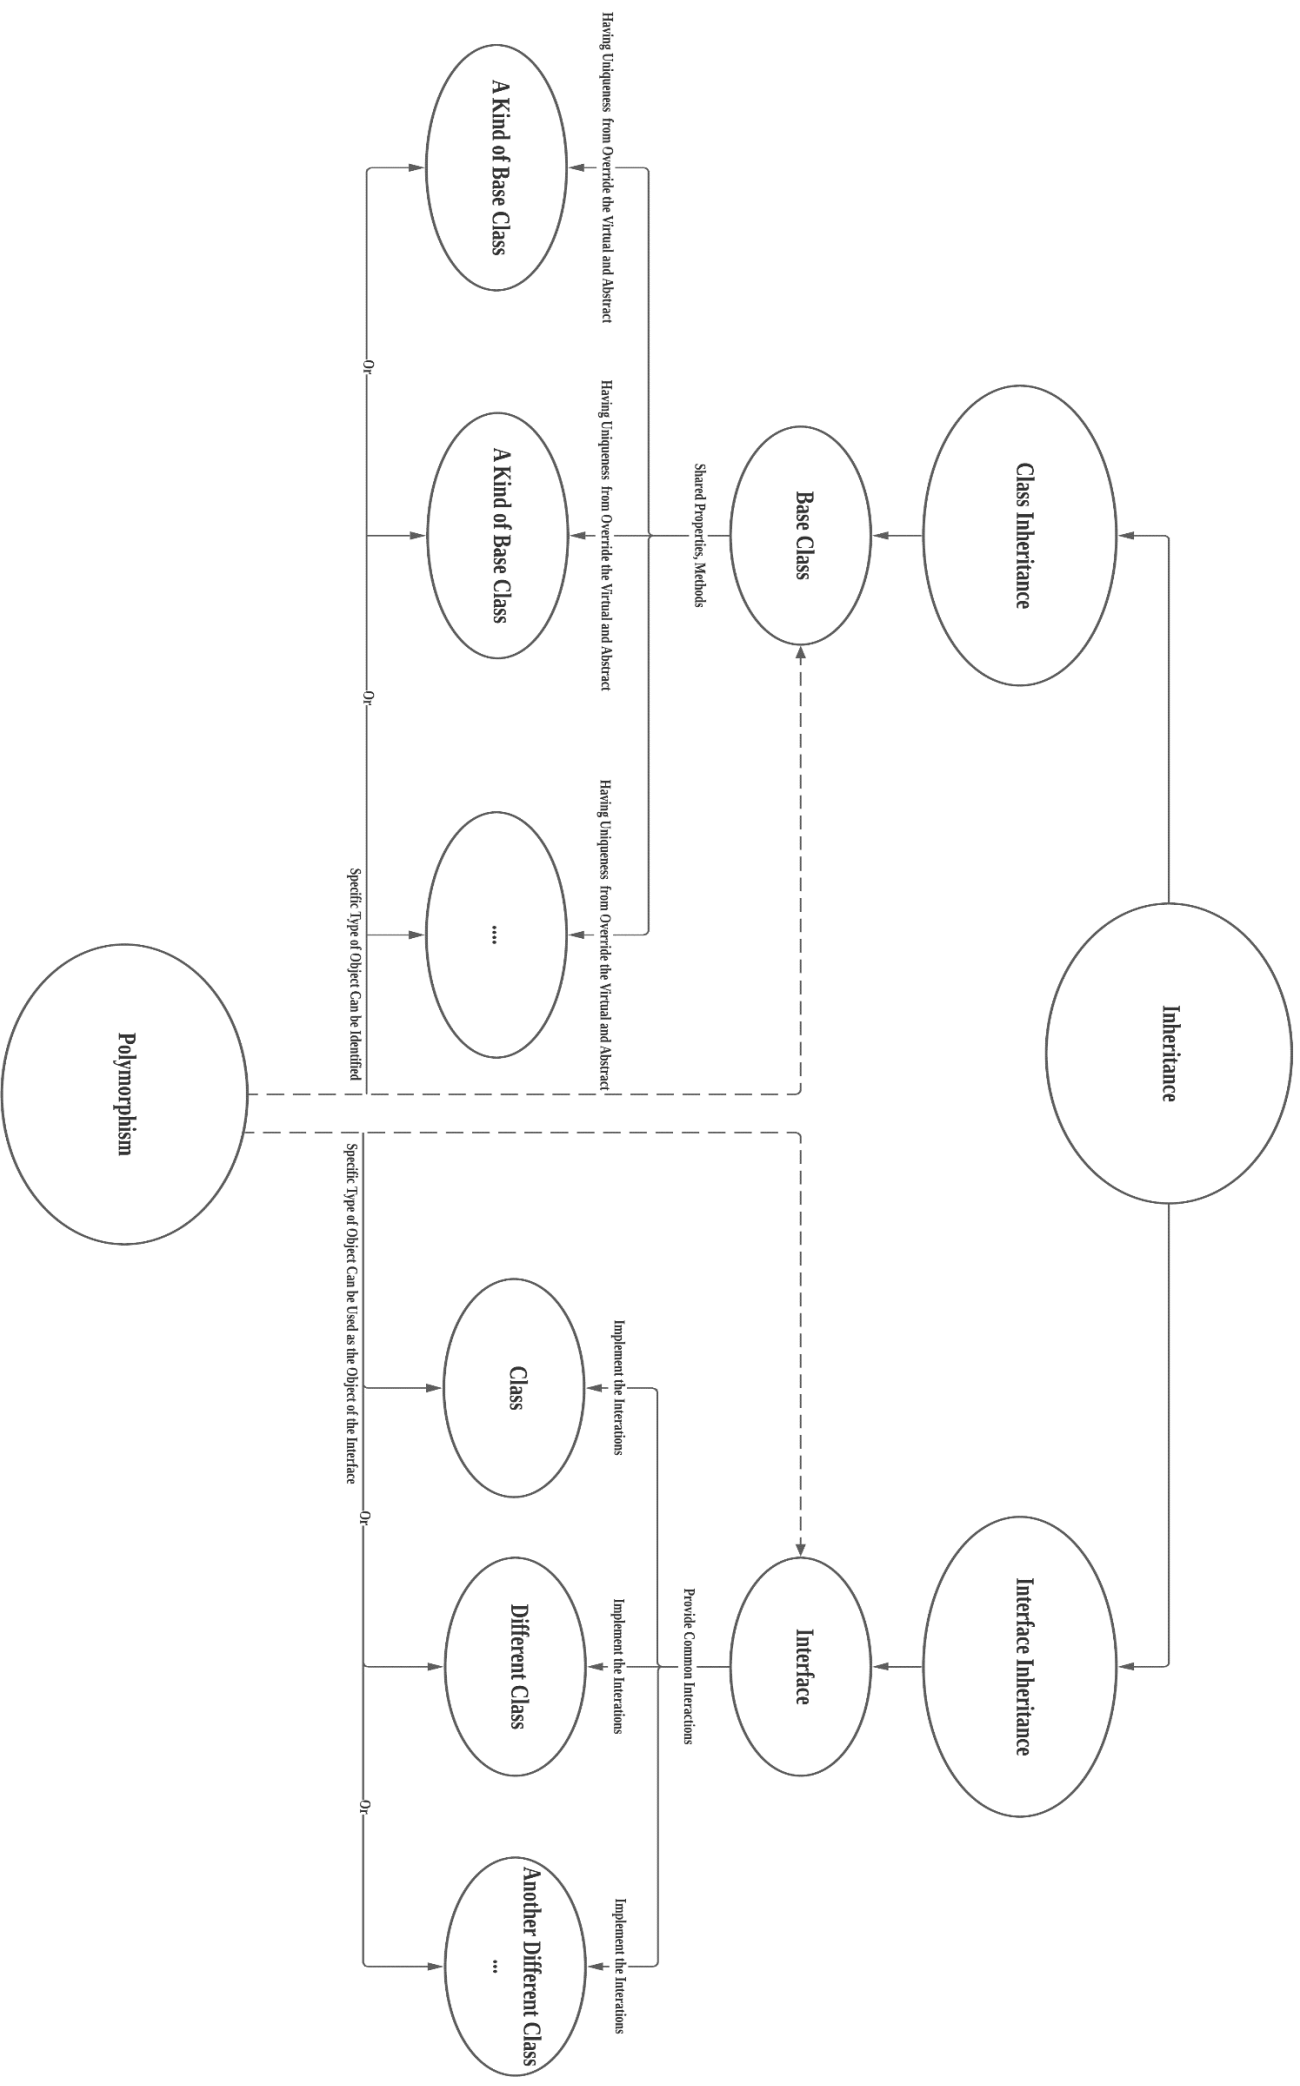 Inheritance
Class Inheritance
Interface Inheritance
Base Class
Interface
Shared Properties, Methods
Provide Common Interactions
Having Uniqueness from Override the Virtual and Abstract
Having Uniqueness from Override the Virtual and Abstract
Having Uniqueness from Override the Virtual and Abstract
Implement the Interations
Implement the Interations
Implement the Interations
A Kind of Base Class
A Kind of Base Class
....
Class
Different Class
Another Different Class
...
Or
Or
Or
Or
Specific Type of Object Can be Identified
Specific Type of Object Can be Used as the Object of the Interface
Polymorphism